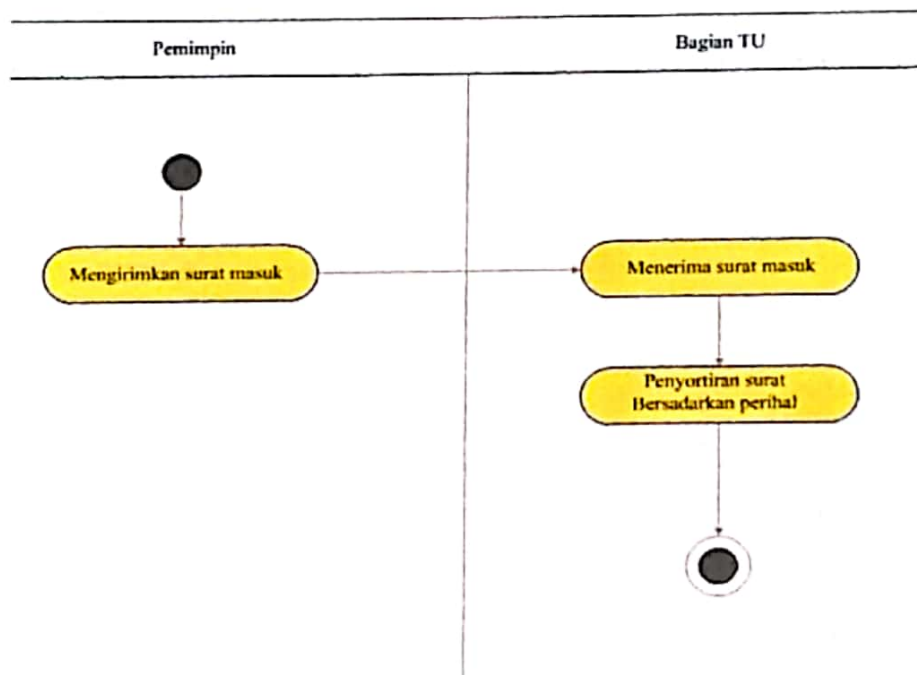 Pemimpin
Bagian TU
Mengirimkan surat masuk
Menerima surat masuk
Penyortiran surat
Bersadarkan perihal